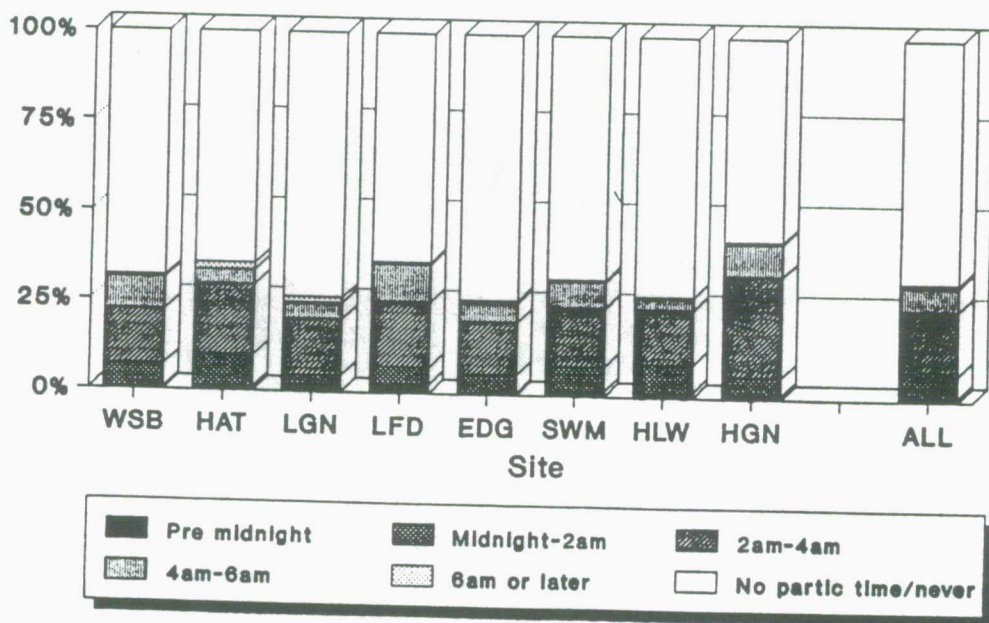 100%
75%
50%
25%
0%
WSB HAT LGN LFD EDG SWM HLW HGN ALL
Site
Pre midnight Midnight-2am 2am-4am
4am-6am 6am or later No partic time/never